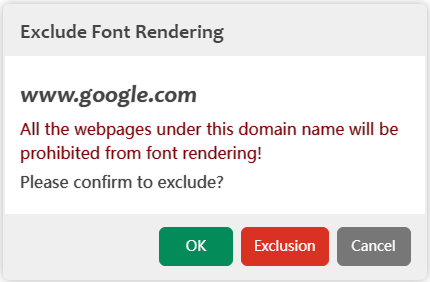 Exclude Font Rendering
www.google.com
All the webpages under this domain name will be
prohibited from font rendering!
Please confirm to exclude?
OK
Exclusion
Cancel